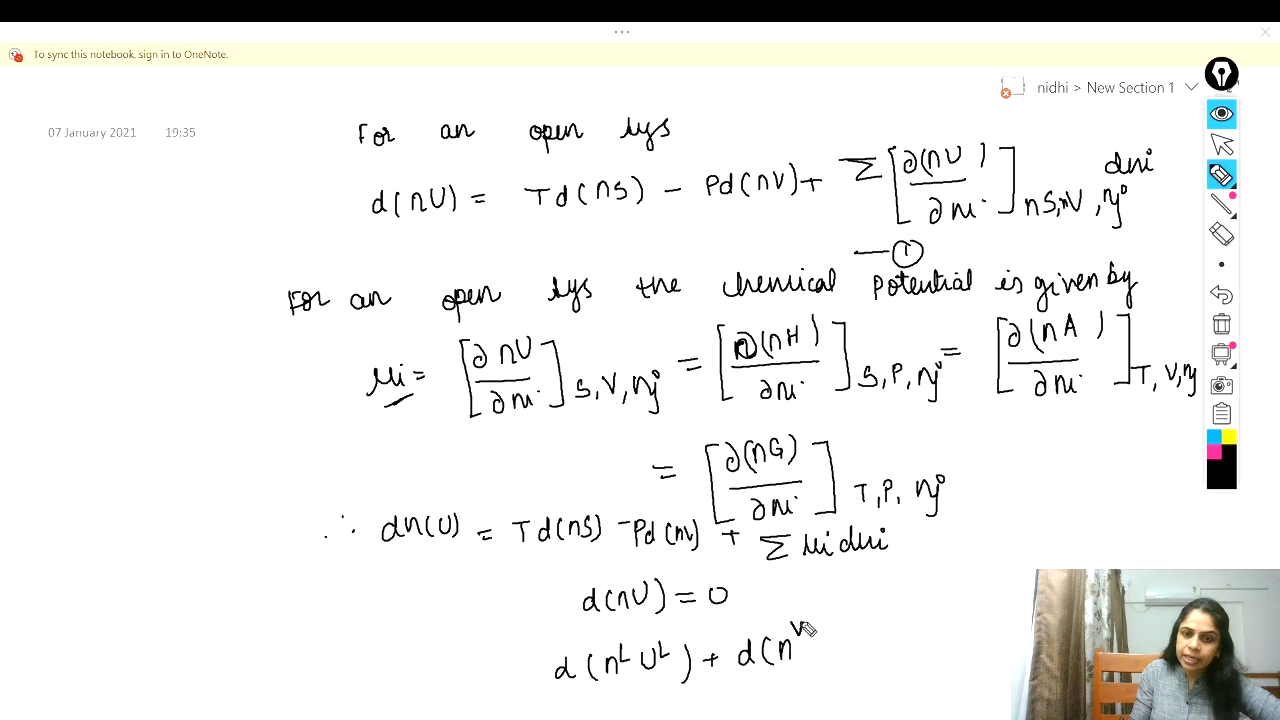 To sync this notebook, sign in to OneNote.
nidhi > New Section 1
07 January 2021 19:35
For an open sys
d(nU) = Td(nS) - Pd(nV) + Σ [∂(nU)/∂ni]nS,nV,nj dni
—①
For an open sys the chemical potential is given by
μi = [∂nU/∂ni]S,V,nj = [∂(nH)/∂ni]S,P,nj = [∂(nA)/∂ni]T,V,nj
= [∂(nG)/∂ni]T,P,nj
∴ dn(U) = Td(nS) - Pd(nV) + Σ μi dni
d(nU) = 0
d(n^L U^L) + d(n^V